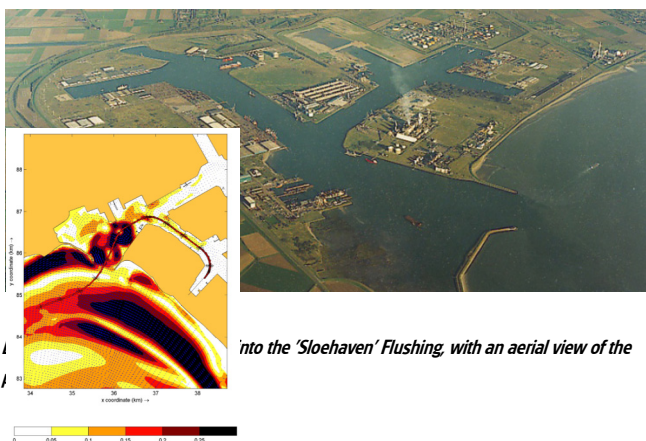 88
87
86
85
84
83
y coordinate (km) →
34 35 36 37 38
x coordinate (km) →
into the 'Sloehaven' Flushing, with an aerial view of the
0 0.05 0.1 0.15 0.2 0.25